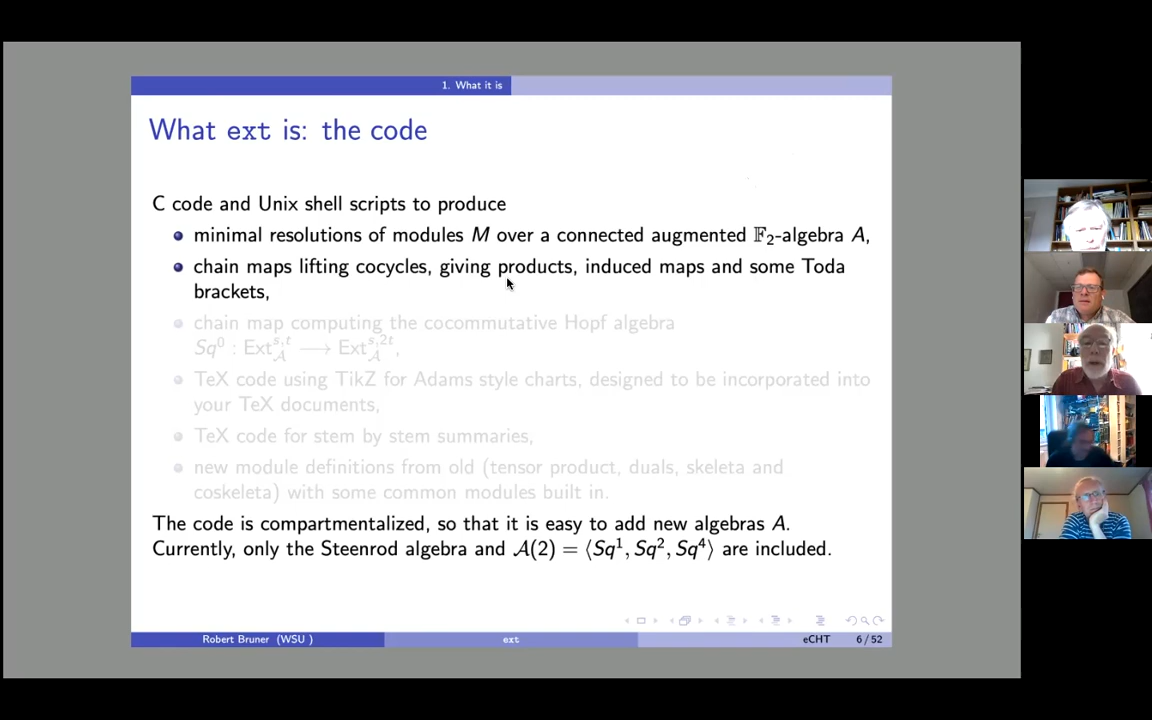 1. What it is
What ext is: the code
C code and Unix shell scripts to produce
minimal resolutions of modules M over a connected augmented 𝔽₂-algebra A,
chain maps lifting cocycles, giving products, induced maps and some Toda
brackets,
chain map computing the cocommutative Hopf algebra
Sq⁰ : Ext_𝒜^{s,t} ⟶ Ext_𝒜^{s,2t},
TeX code using TikZ for Adams style charts, designed to be incorporated into
your TeX documents,
TeX code for stem by stem summaries,
new module definitions from old (tensor product, duals, skeleta and
coskeleta) with some common modules built in.
The code is compartmentalized, so that it is easy to add new algebras A.
Currently, only the Steenrod algebra and 𝒜(2) = ⟨Sq¹, Sq², Sq⁴⟩ are included.
Robert Bruner (WSU ) ext eCHT 6 / 52